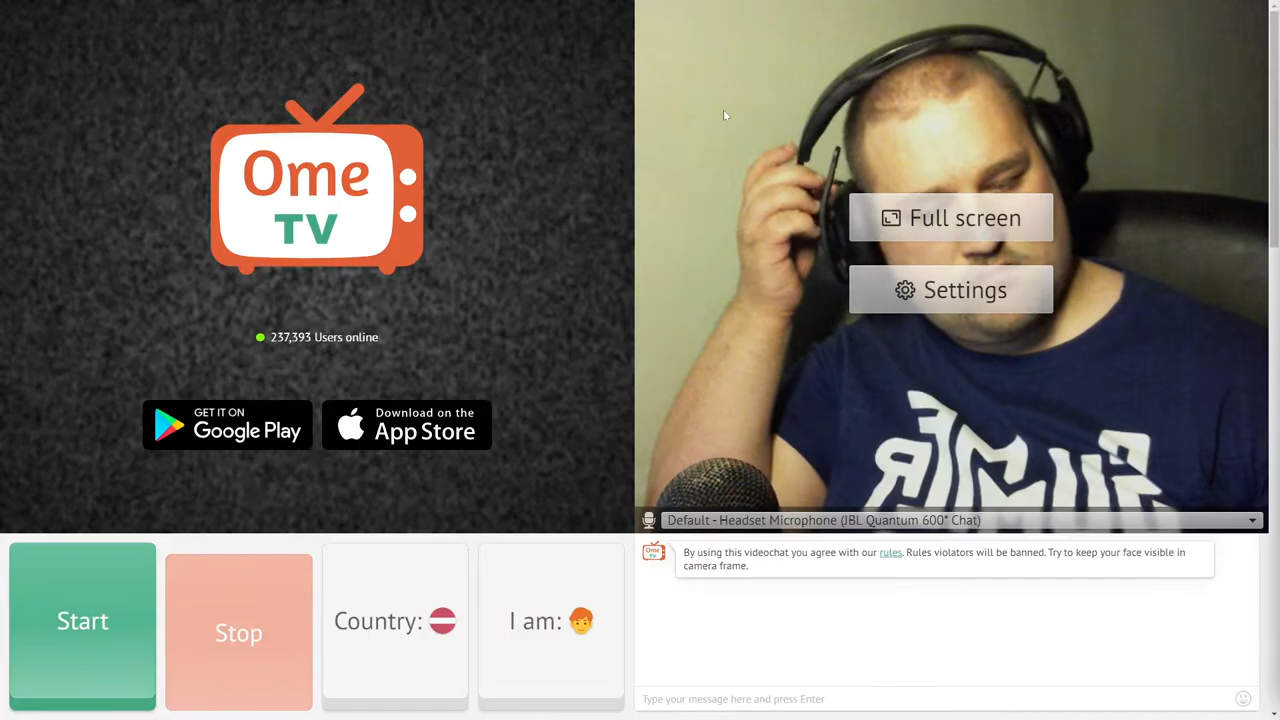 Ome
TV
237,393 Users online
GET IT ON
Google Play
Download on the
App Store
Full screen
Settings
Default - Headset Microphone (JBL Quantum 600* Chat)
By using this videochat you agree with our rules. Rules violators will be banned. Try to keep your face visible in
camera frame.
Start
Stop
Country:
I am:
Type your message here and press Enter